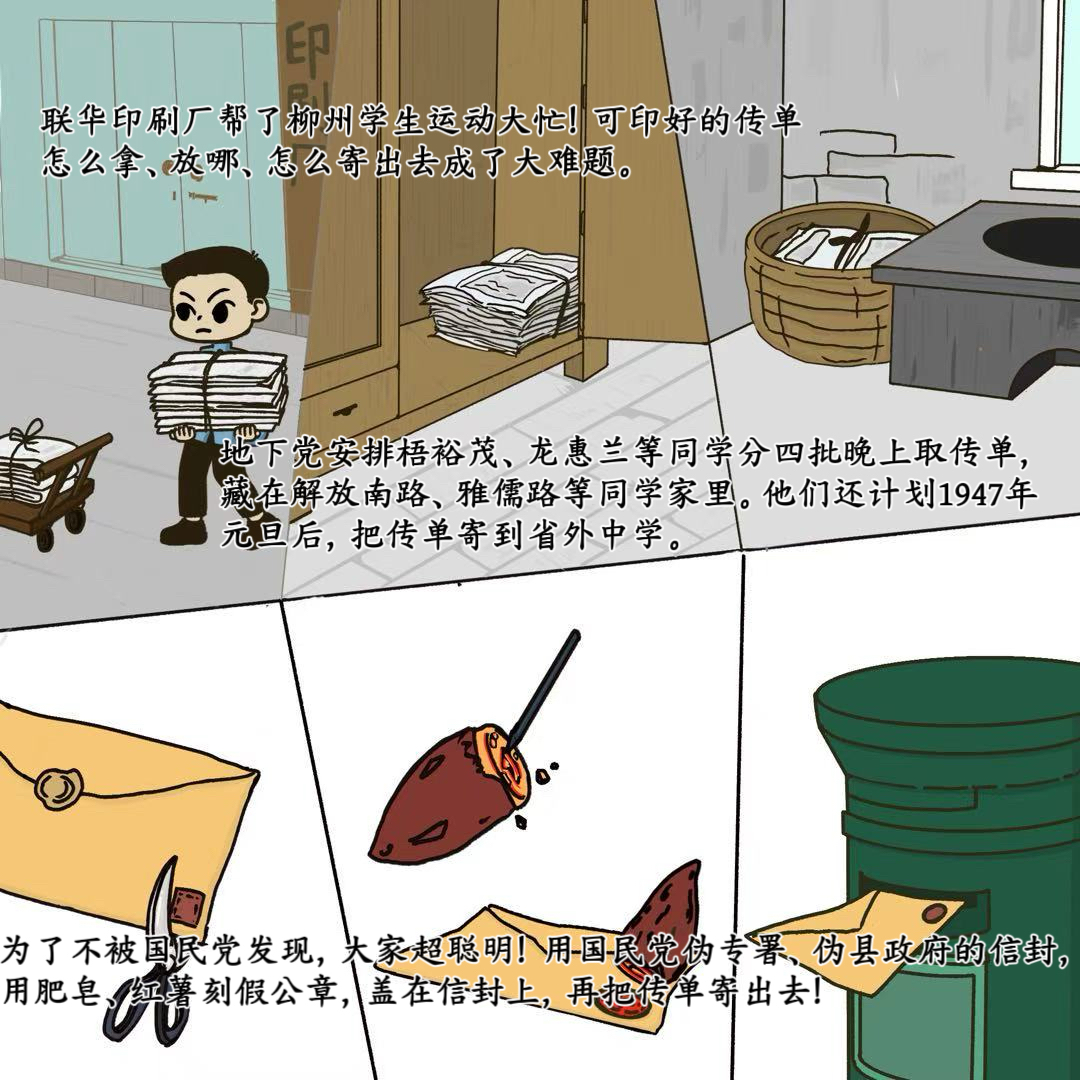 印刷厂
联华印刷厂帮了柳州学生运动大忙！可印好的传单
怎么拿、放哪、怎么寄出去成了大难题。
地下党安排梧裕茂、龙惠兰等同学分四批晚上取传单，
藏在解放南路、雅儒路等同学家里。他们还计划1947年
元旦后，把传单寄到省外中学。
为了不被国民党发现，大家超聪明！用国民党伪专署、伪县政府的信封，
用肥皂、红薯刻假公章，盖在信封上，再把传单寄出去！